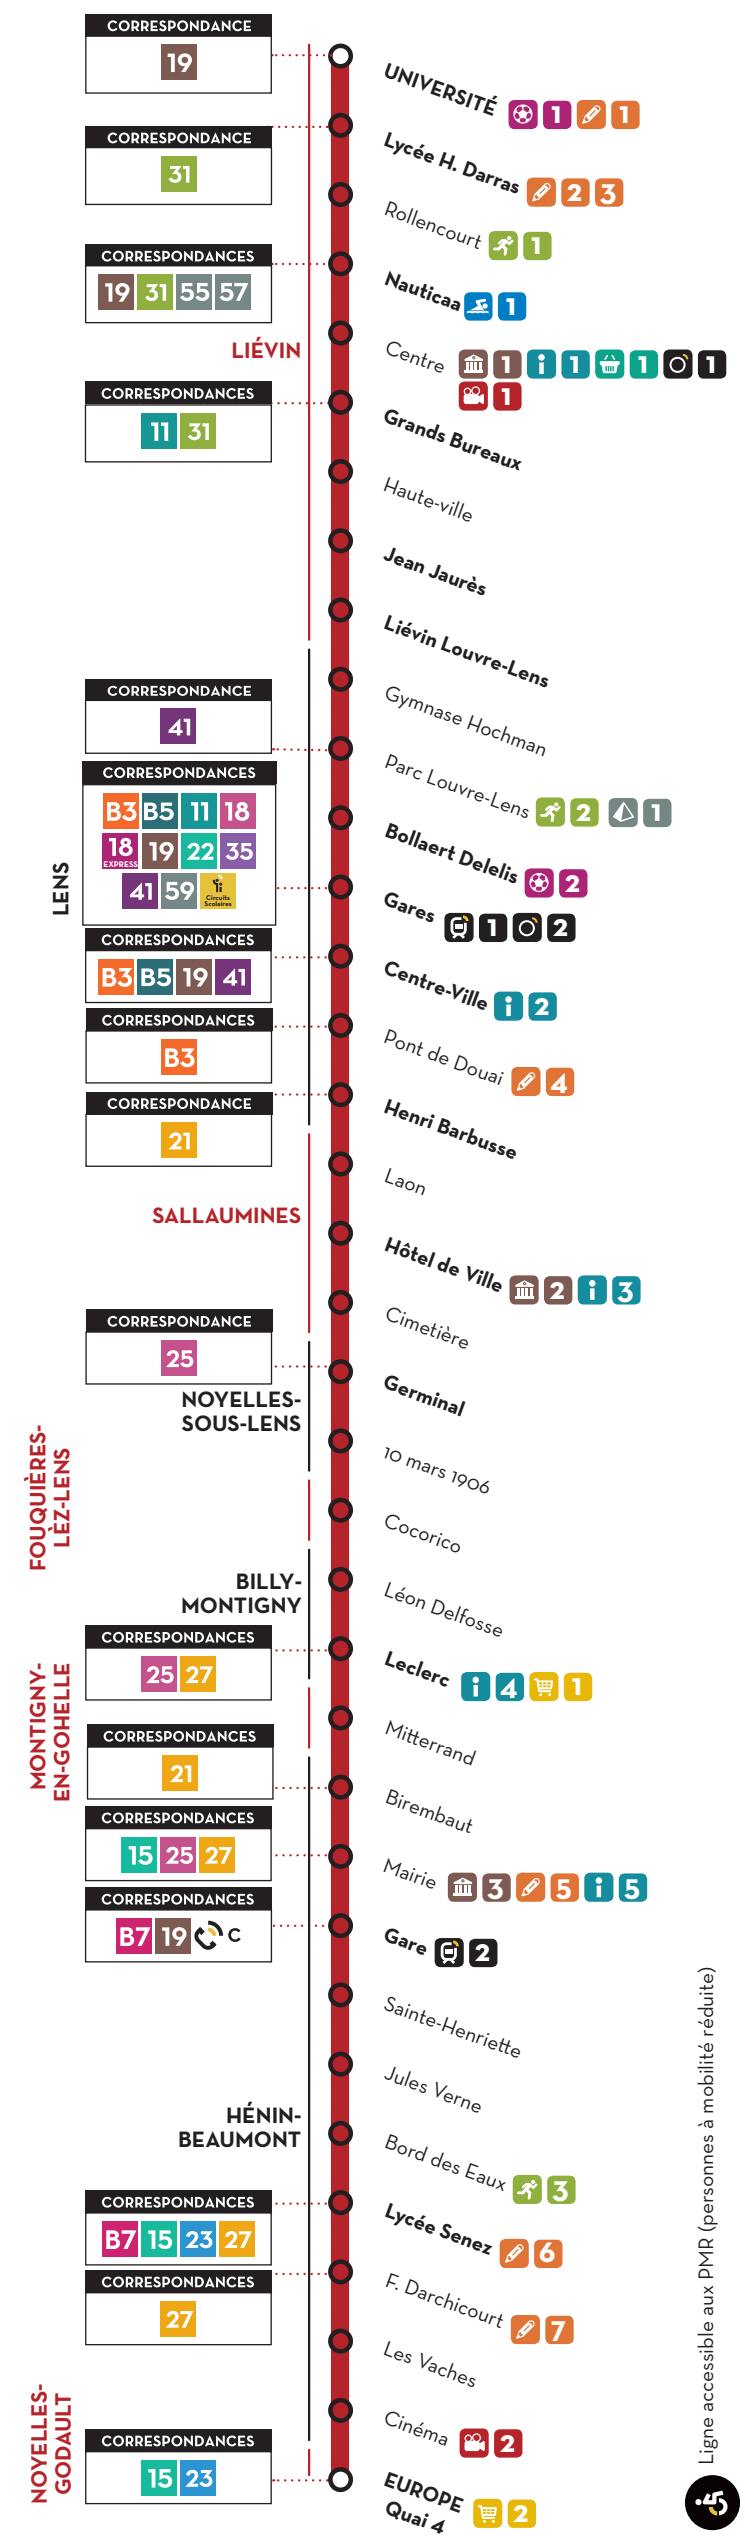 CORRESPONDANCE
19
UNIVERSITÉ 1 1
CORRESPONDANCE
31
Lycée H. Darras 2 3
Rollencourt 1
CORRESPONDANCES
19 31 55 57
Nauticaa 1
LIÉVIN
Centre 1 1 1 1
1
CORRESPONDANCES
11 31
Grands Bureaux
Haute-ville
Jean Jaurès
Liévin Louvre-Lens
Gymnase Hochman
CORRESPONDANCE
41
Parc Louvre-Lens 2 1
Bollaert Delelis 2
LENS
CORRESPONDANCES
B3 B5 11 18
18 EXPRESS 19 22 35
41 59 Circuits Scolaires
Gares 1 2
CORRESPONDANCES
B3 B5 19 41
Centre-Ville 2
CORRESPONDANCES
B3
Pont de Douai 4
CORRESPONDANCE
21
Henri Barbusse
Laon
SALLAUMINES
Hôtel de Ville 2 3
Cimetière
CORRESPONDANCE
25
Germinal
NOYELLES-
SOUS-LENS
10 mars 1906
FOUQUIÈRES-
LÈZ-LENS
Cocorico
BILLY-
MONTIGNY
Léon Delfosse
CORRESPONDANCES
25 27
Leclerc 4 1
MONTIGNY-
EN-GOHELLE
Mitterrand
CORRESPONDANCES
21
Birembaut
CORRESPONDANCES
15 25 27
Mairie 3 5 5
CORRESPONDANCES
B7 19 C
Gare 2
Sainte-Henriette
Jules Verne
HÉNIN-
BEAUMONT
Bord des Eaux 3
CORRESPONDANCES
B7 15 23 27
Lycée Senez 6
CORRESPONDANCES
27
F. Darchicourt 7
Les Vaches
Cinéma 2
NOYELLES-
GODAULT
CORRESPONDANCES
15 23
EUROPE
Quai 4 2
Ligne accessible aux PMR (personnes à mobilité réduite)